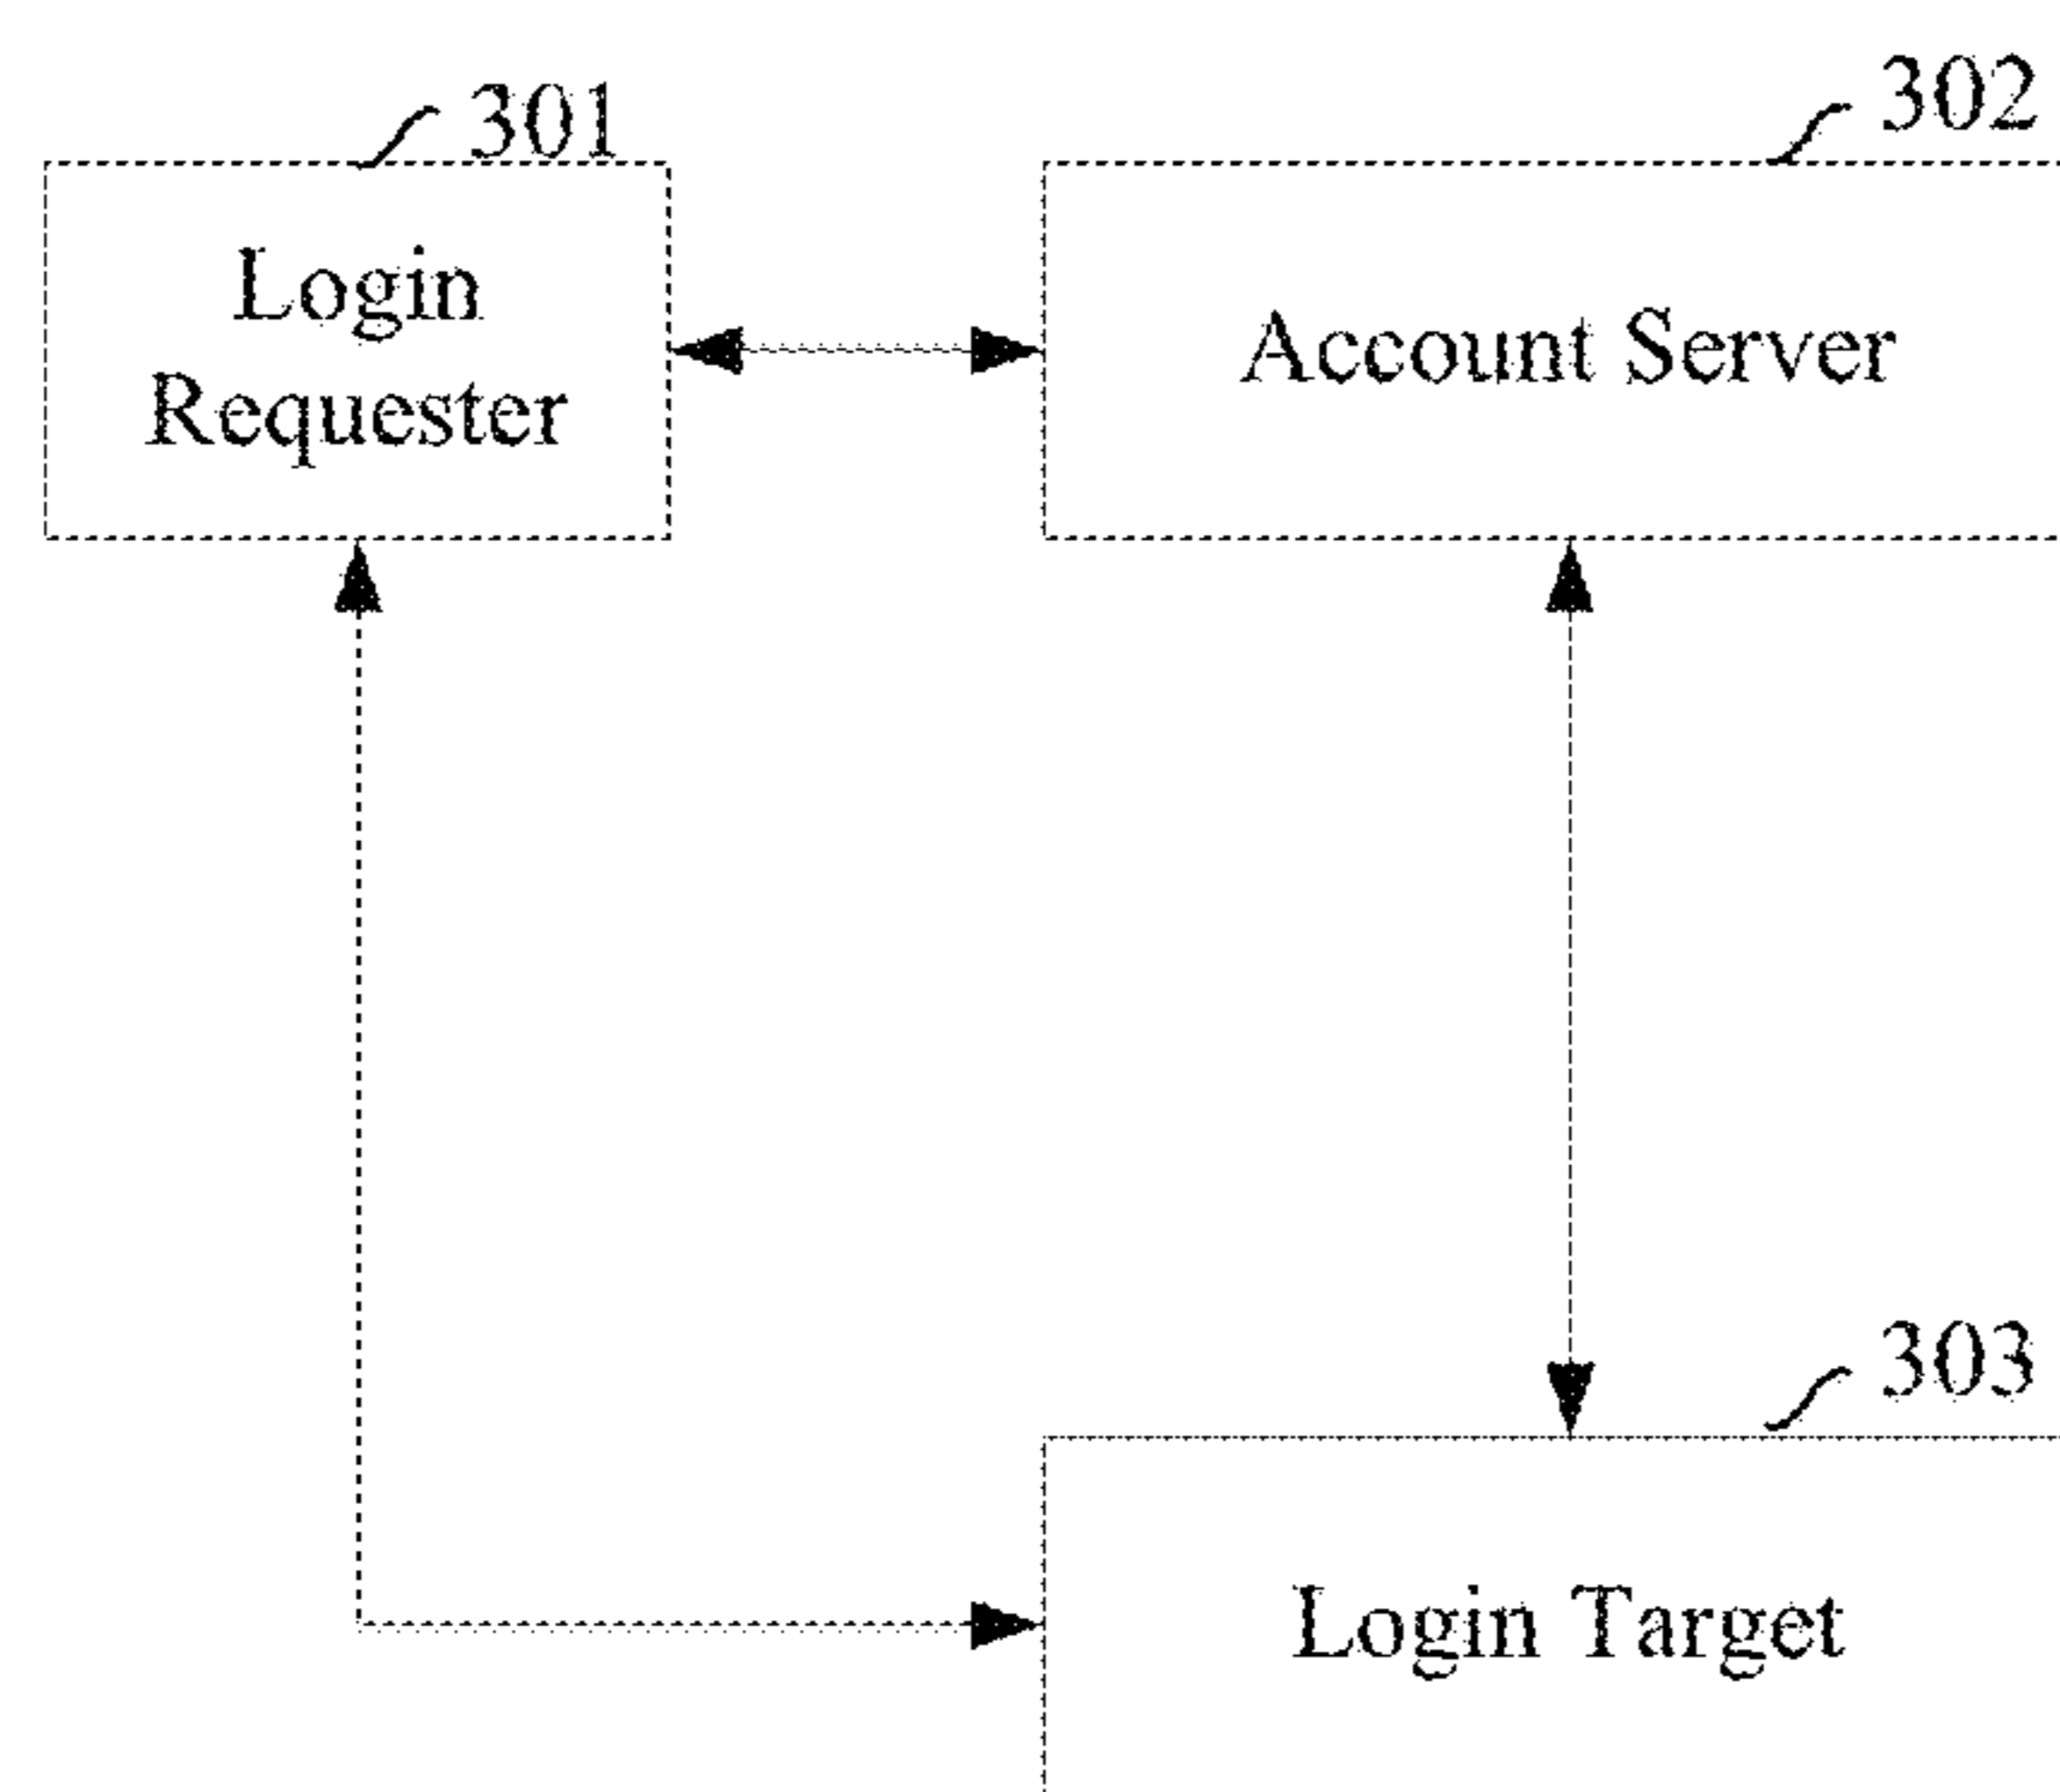 301
302
Login
Requester
Account Server
303
Login Target